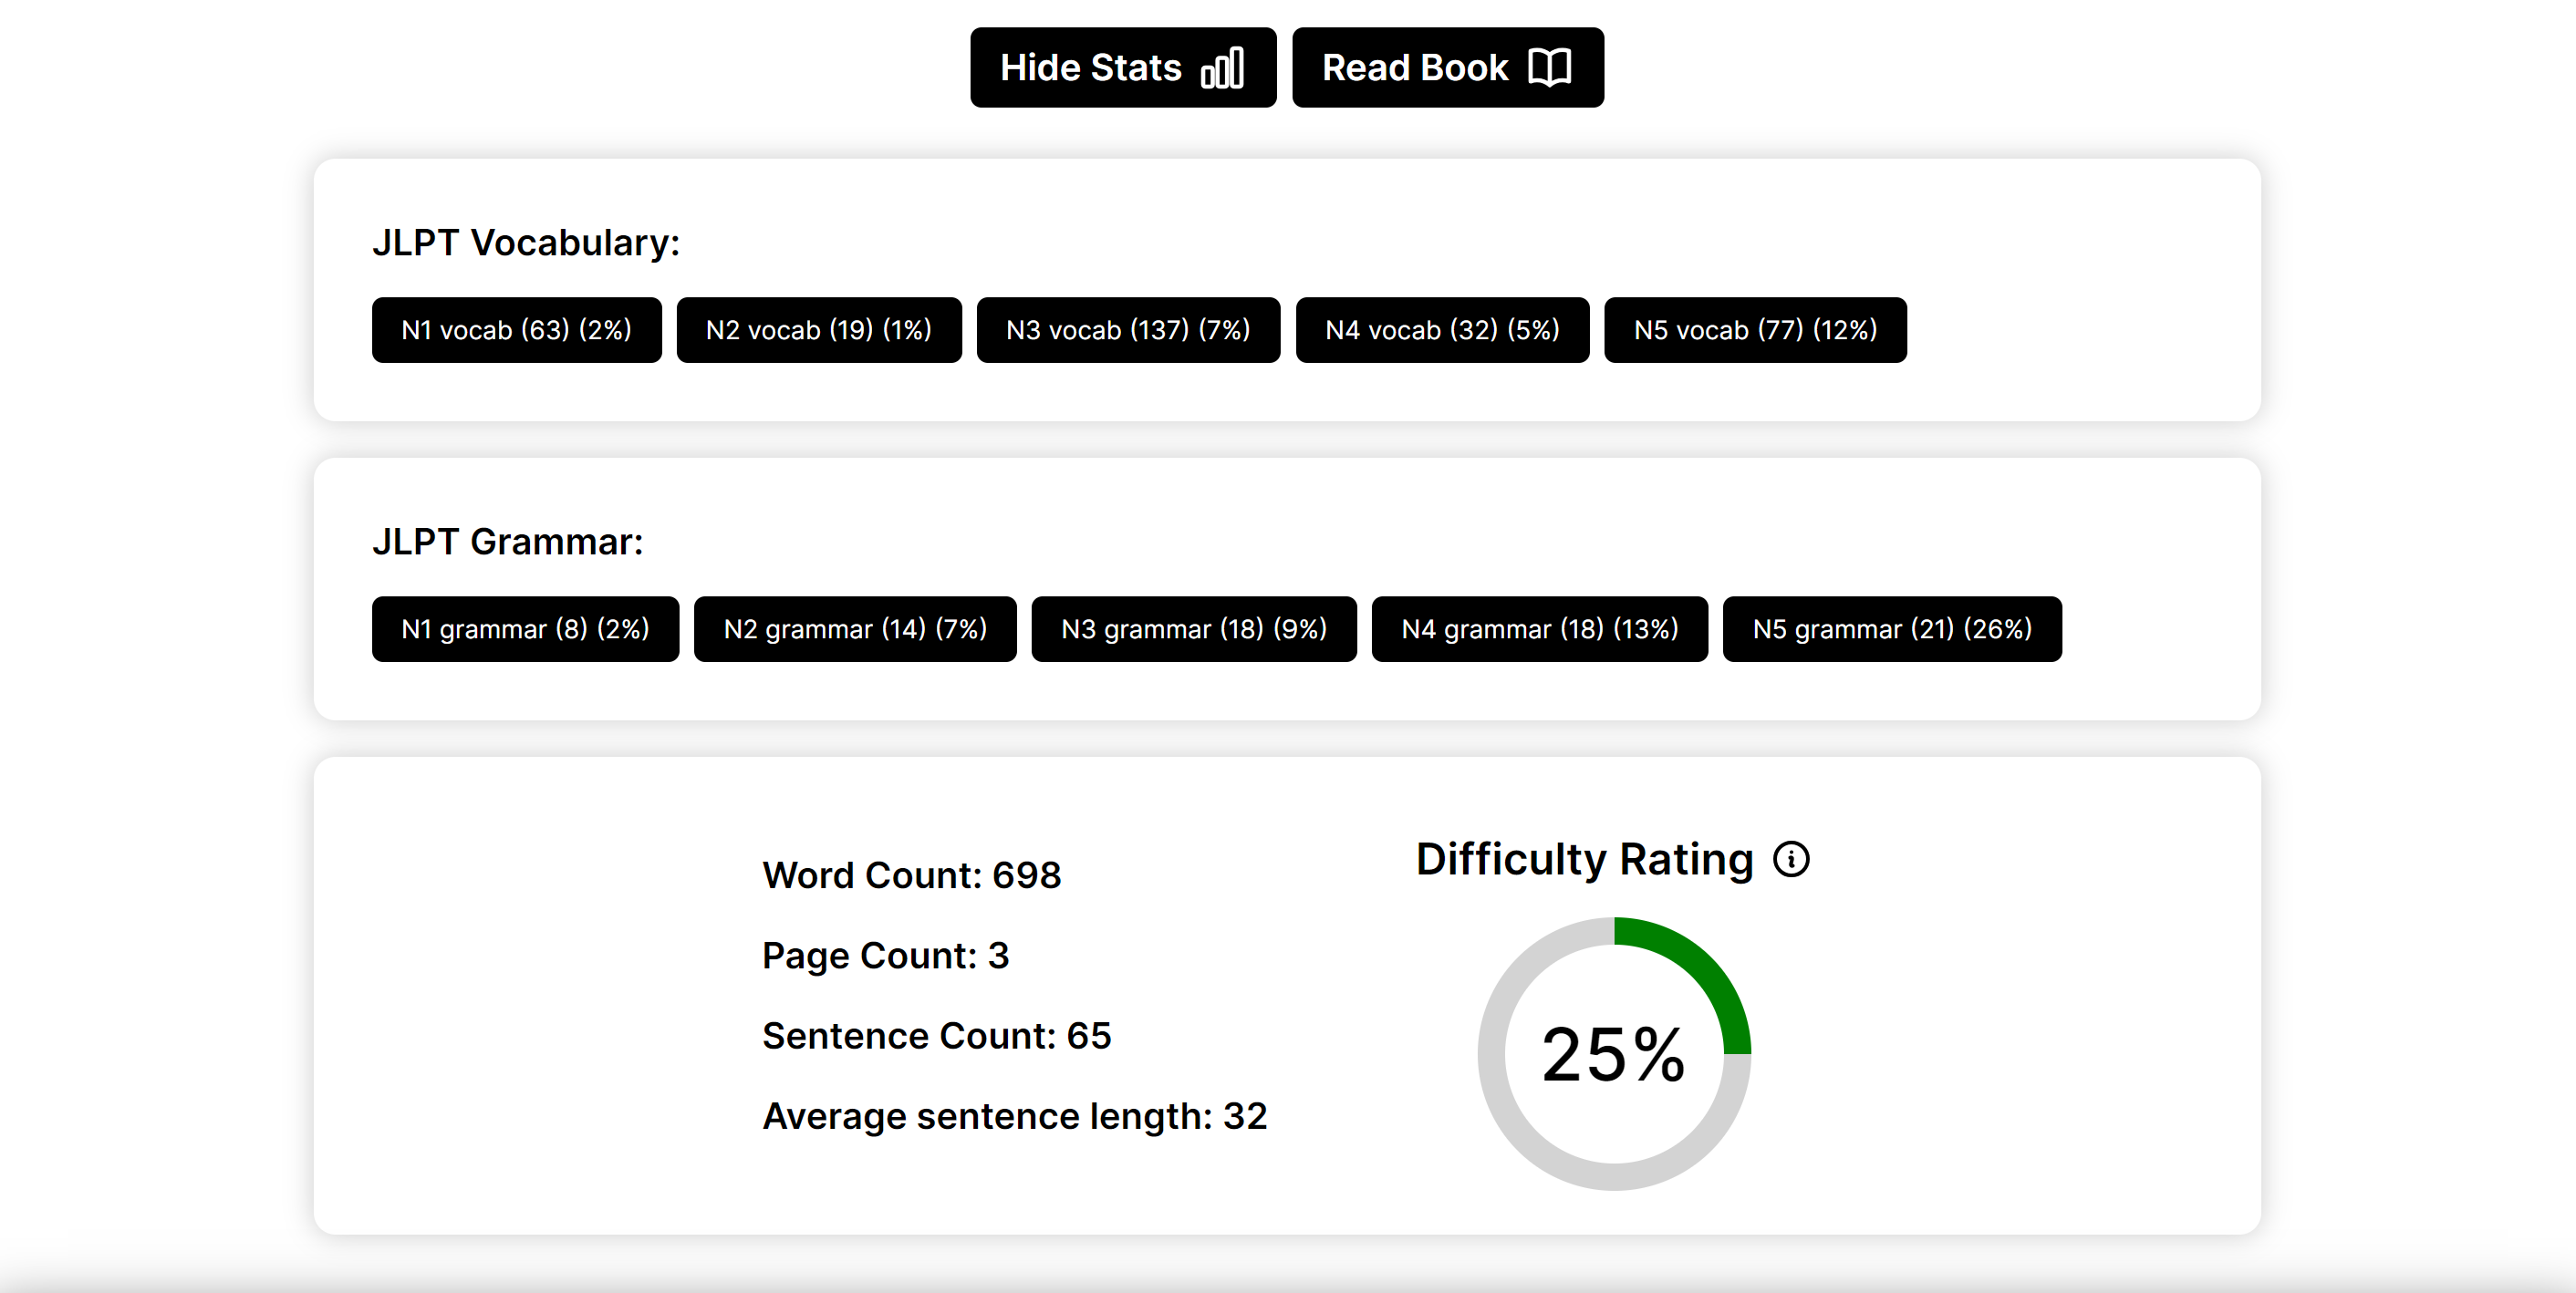 Hide Stats Read Book
JLPT Vocabulary:
N1 vocab (63) (2%) N2 vocab (19) (1%) N3 vocab (137) (7%) N4 vocab (32) (5%) N5 vocab (77) (12%)
JLPT Grammar:
N1 grammar (8) (2%) N2 grammar (14) (7%) N3 grammar (18) (9%) N4 grammar (18) (13%) N5 grammar (21) (26%)
Word Count: 698
Page Count: 3
Sentence Count: 65
Average sentence length: 32
Difficulty Rating
25%